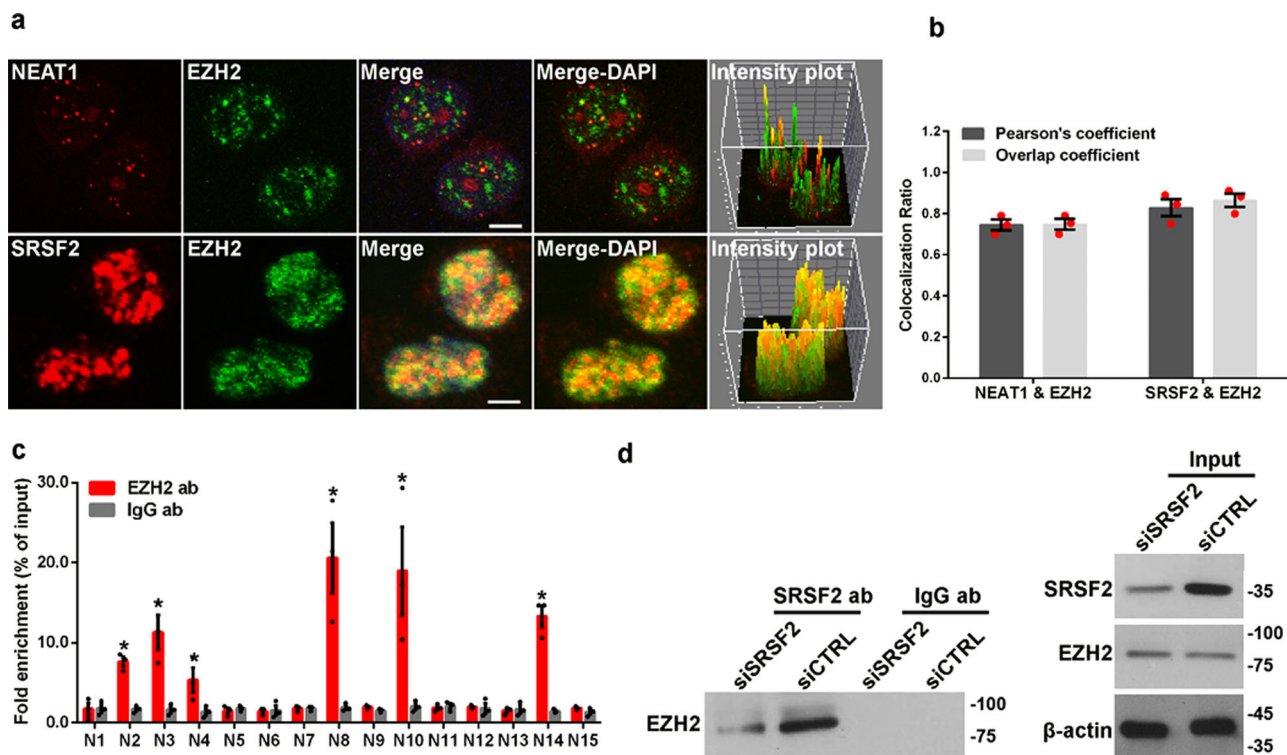 a
NEAT1
EZH2
Merge
Merge-DAPI
Intensity plot
SRSF2
EZH2
Merge
Merge-DAPI
Intensity plot
b
Pearson's coefficient
Overlap coefficient
Colocalization Ratio
1.2
1.0
0.8
0.6
0.4
0.2
0.0
NEAT1 & EZH2
SRSF2 & EZH2
c
EZH2 ab
IgG ab
Fold enrichment (% of input)
30.0
20.0
10.0
0.0
* * * * * *
N1 N2 N3 N4 N5 N6 N7 N8 N9 N10 N11 N12 N13 N14 N15
d
SRSF2 ab
IgG ab
siSRSF2
siCTRL
siSRSF2
siCTRL
EZH2
-100
-75
Input
siSRSF2
siCTRL
SRSF2
-35
EZH2
-100
-75
β-actin
-45
-35